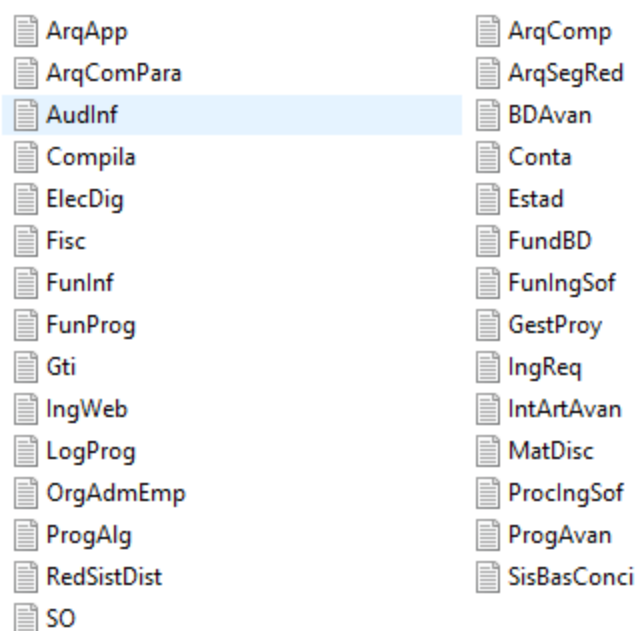 ArqApp
ArqComp
ArqComPara
ArqSegRed
AudInf
BDAvan
Compila
Conta
ElecDig
Estad
Fisc
FundBD
FunInf
FunIngSof
FunProg
GestProy
Gti
IngReq
IngWeb
IntArtAvan
LogProg
MatDisc
OrgAdmEmp
ProcIngSof
ProgAlg
ProgAvan
RedSistDist
SisBasConci
SO